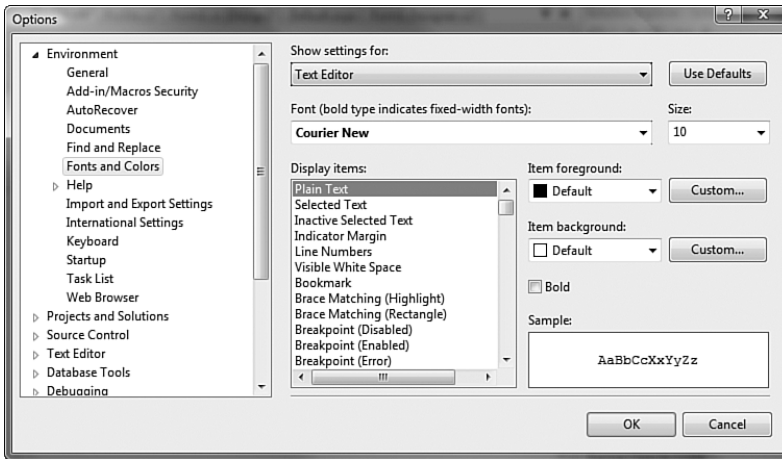 Options
Environment
General
Add-in/Macros Security
AutoRecover
Documents
Find and Replace
Fonts and Colors
Help
Import and Export Settings
International Settings
Keyboard
Startup
Task List
Web Browser
Projects and Solutions
Source Control
Text Editor
Database Tools
Debugging
Show settings for:
Text Editor
Use Defaults
Font (bold type indicates fixed-width fonts):
Size:
Courier New
10
Display items:
Plain Text
Selected Text
Inactive Selected Text
Indicator Margin
Line Numbers
Visible White Space
Bookmark
Brace Matching (Highlight)
Brace Matching (Rectangle)
Breakpoint (Disabled)
Breakpoint (Enabled)
Breakpoint (Error)
Item foreground:
Default
Custom...
Item background:
Default
Custom...
Bold
Sample:
AaBbCcXxYyZz
OK
Cancel